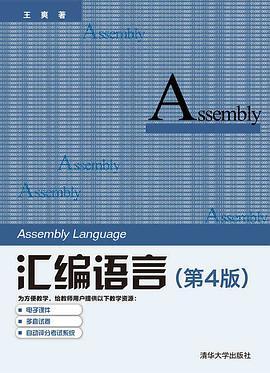 王 爽 著
Assembly
Assembly
Assembly
Assembly
Assembly
Assembly Language
汇编语言(第4版)
为方便教学，给教师用户提供以下教学资源：
电子课件
多套试卷
自动评分考试系统
清华大学出版社